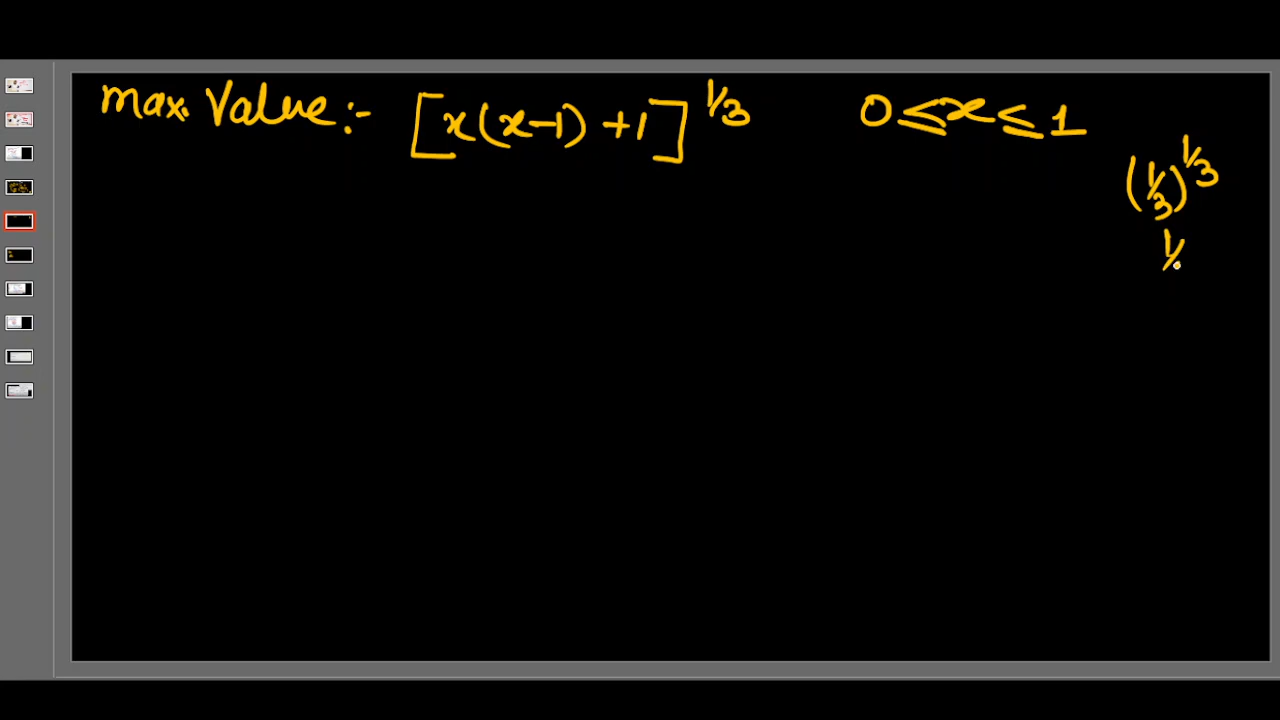 max. Value :- [x(x-1) +1]^1/3 0 ≤ x ≤ 1
(1/3)^1/3
1/